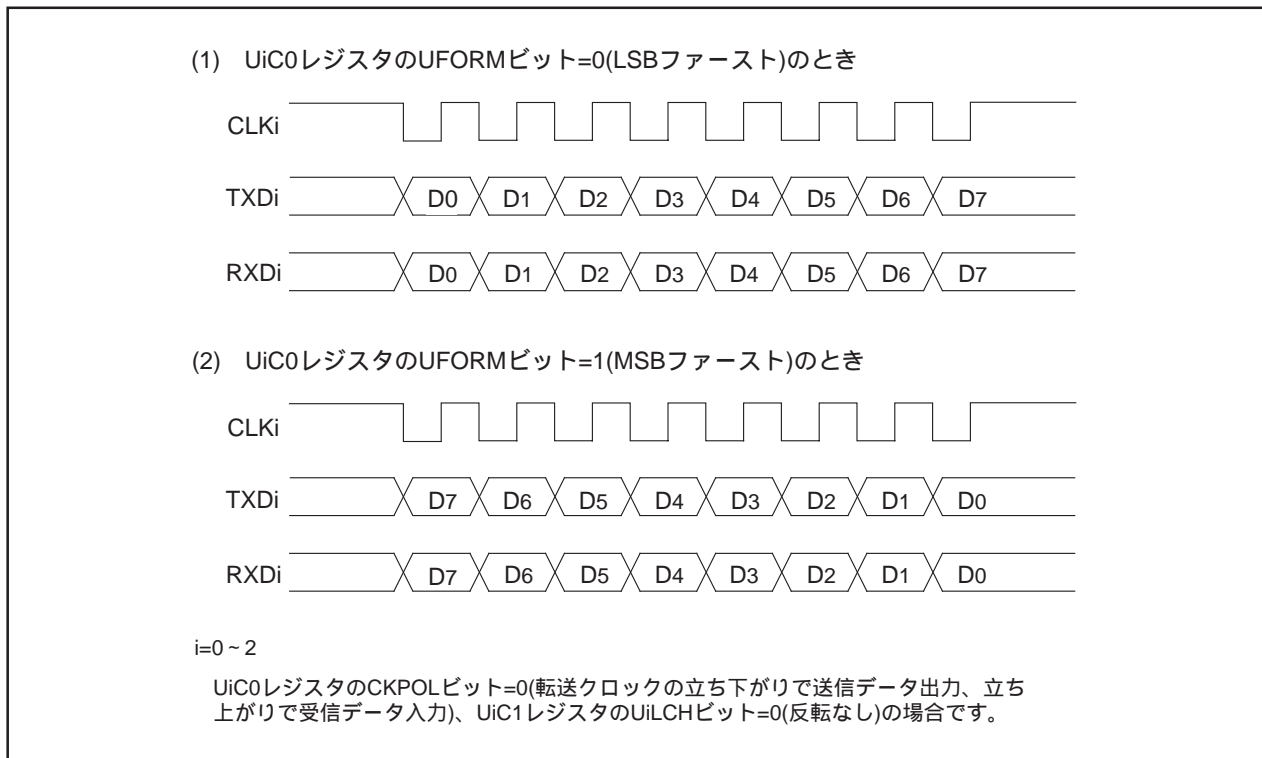 (1) UiC0レジスタのUFORMビット=0(LSBファースト)のとき
CLKi
TXDi D0 D1 D2 D3 D4 D5 D6 D7
RXDi D0 D1 D2 D3 D4 D5 D6 D7
(2) UiC0レジスタのUFORMビット=1(MSBファースト)のとき
CLKi
TXDi D7 D6 D5 D4 D3 D2 D1 D0
RXDi D7 D6 D5 D4 D3 D2 D1 D0
i=0～2
UiC0レジスタのCKPOLビット=0(転送クロックの立ち下がりで送信データ出力、立ち
上がりで受信データ入力)、UiC1レジスタのUiLCHビット=0(反転なし)の場合です。